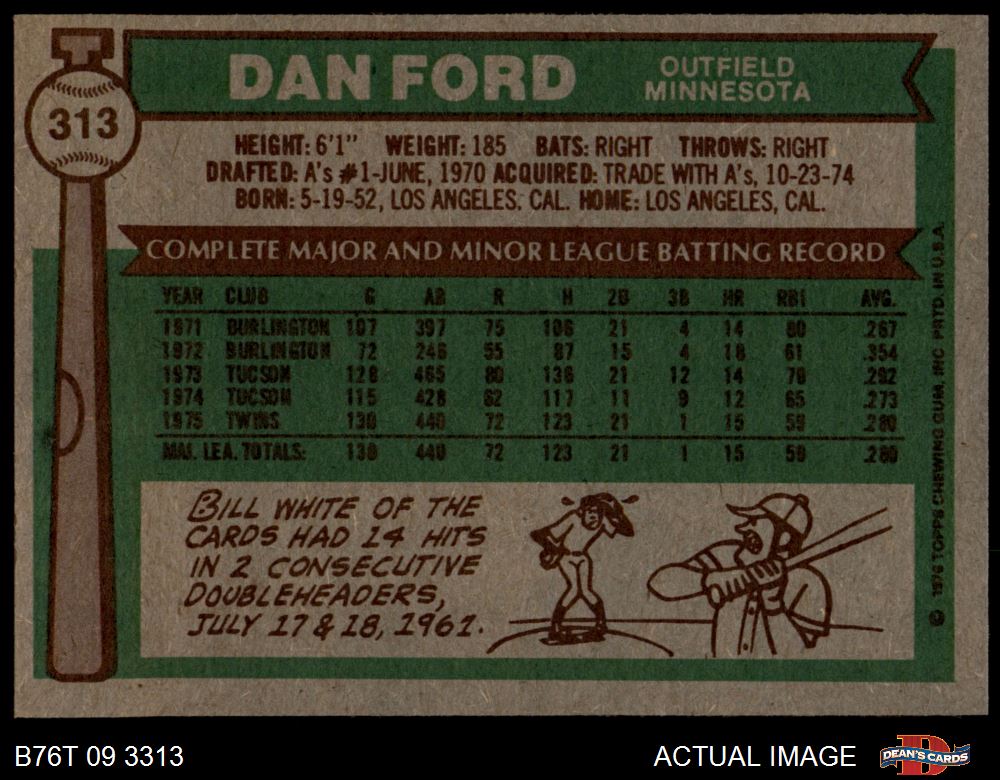 T
313
DAN FORD
OUTFIELD
MINNESOTA
HEIGHT: 6'1" WEIGHT: 185 BATS: RIGHT THROWS: RIGHT
DRAFTED: A's #1-JUNE, 1970 ACQUIRED: TRADE WITH A's, 10-23-74
BORN: 5-19-52, LOS ANGELES, CAL. HOME: LOS ANGELES, CAL.
COMPLETE MAJOR AND MINOR LEAGUE BATTING RECORD
YEAR CLUB G AB R H 2B 3B HR RBI AVG.
1971 BURLINGTON 107 397 75 106 21 4 14 80 .267
1972 BURLINGTON 72 246 55 87 15 4 18 61 .354
1973 TUCSON 128 465 80 136 21 12 14 78 .292
1974 TUCSON 115 428 62 117 11 9 12 65 .273
1975 TWINS 130 440 72 123 21 1 15 59 .280
MAJ. LEA. TOTALS: 130 440 72 123 21 1 15 59 .280
BILL WHITE OF THE
CARDS HAD 14 HITS
IN 2 CONSECUTIVE
DOUBLEHEADERS,
JULY 17 & 18, 1961.
© 1976 TOPPS CHEWING GUM, INC PRTD. IN U.S.A.
B76T 09 3313
ACTUAL IMAGE
D
DEAN'S CARDS